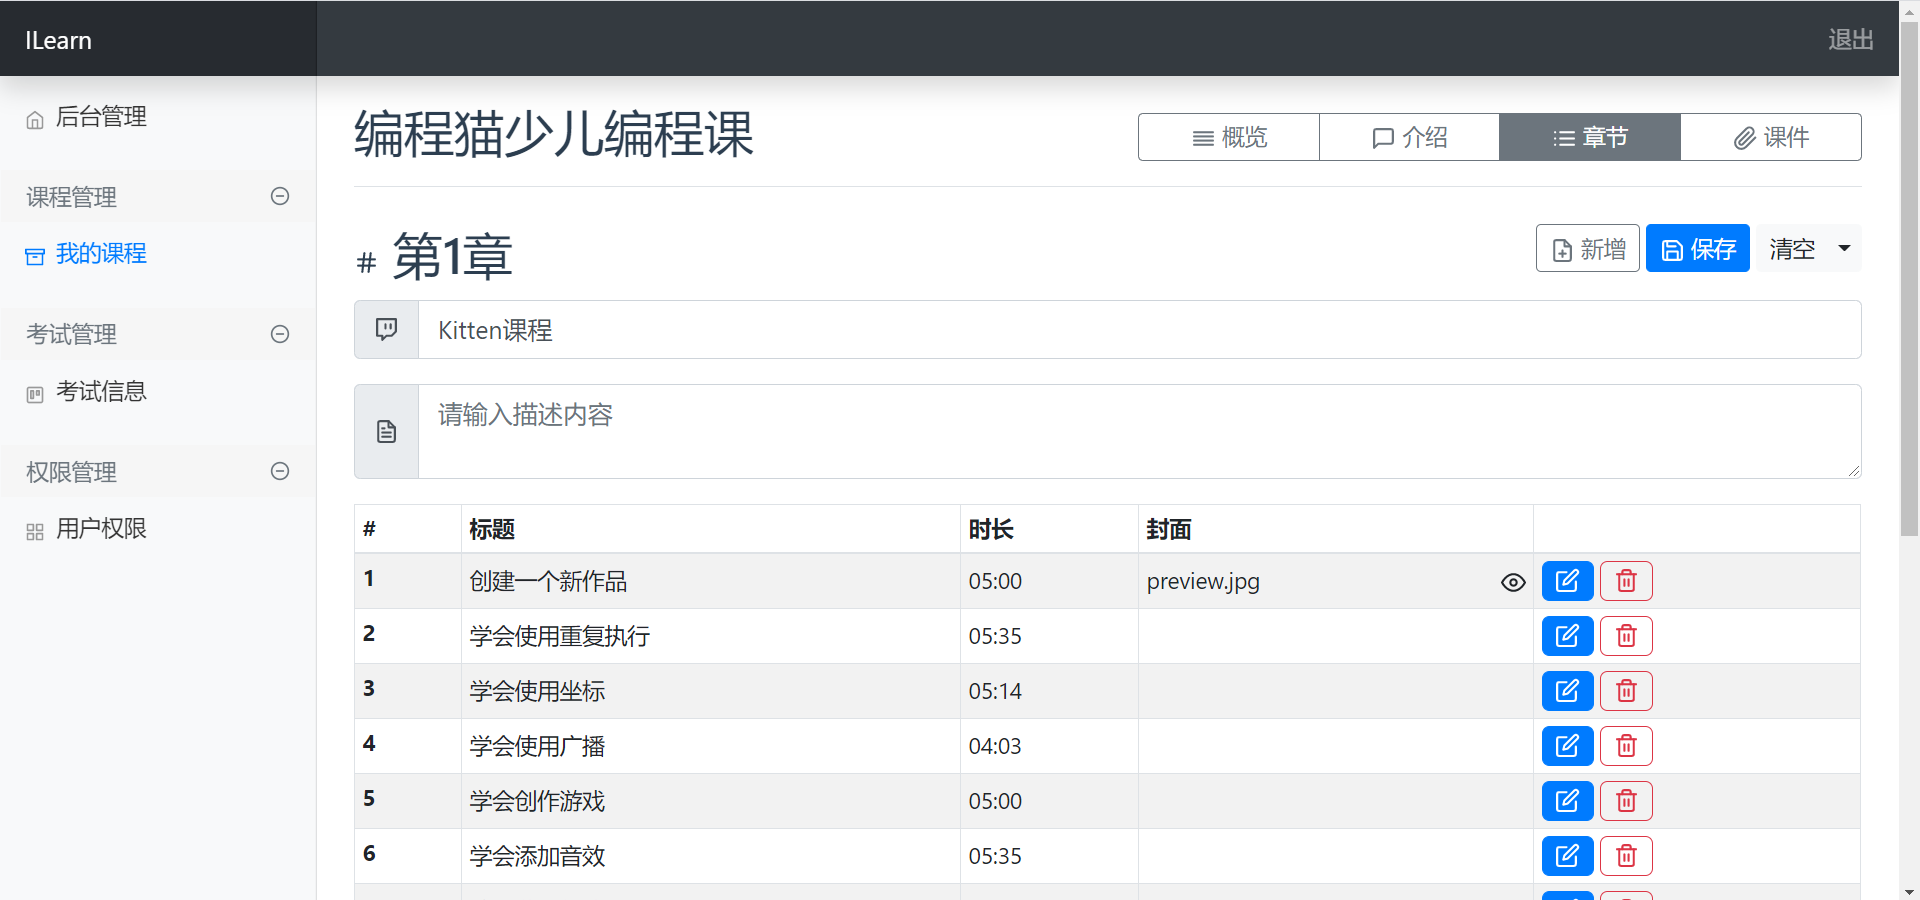 ILearn
退出
后台管理
课程管理
我的课程
考试管理
考试信息
权限管理
用户权限
编程猫少儿编程课
概览 介绍 章节 课件
# 第1章
新增 保存 清空
Kitten课程
请输入描述内容
# 标题 时长 封面
1 创建一个新作品 05:00 preview.jpg
2 学会使用重复执行 05:35
3 学会使用坐标 05:14
4 学会使用广播 04:03
5 学会创作游戏 05:00
6 学会添加音效 05:35